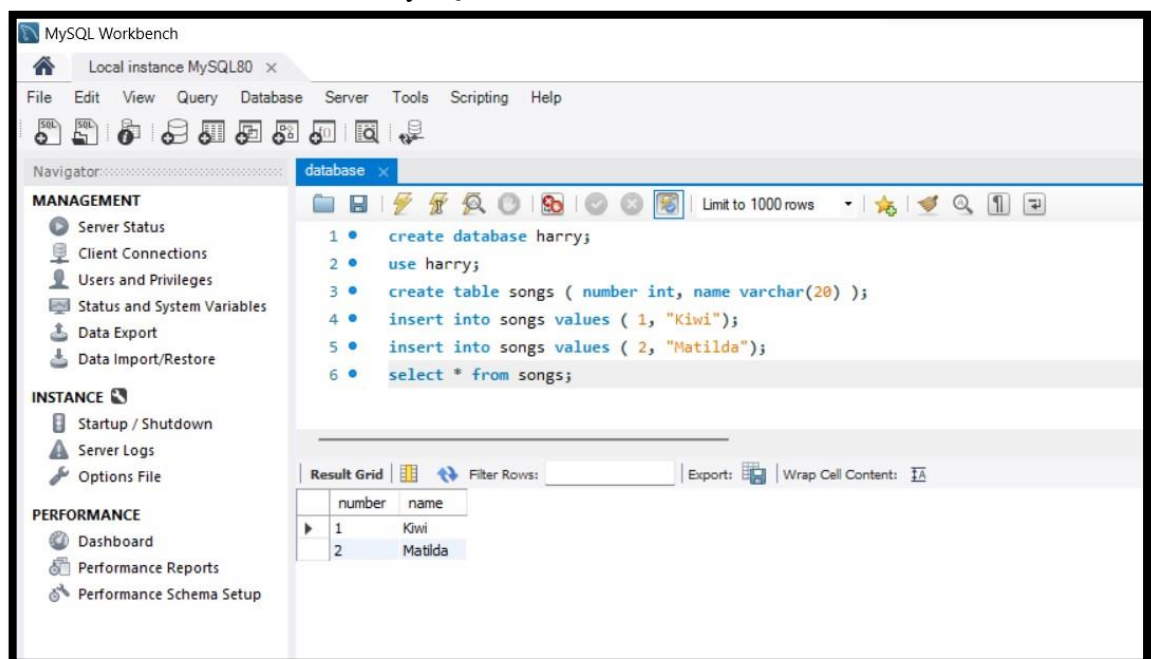 MySQL Workbench
Local instance MySQL80 ×
File Edit View Query Database Server Tools Scripting Help
Navigator
database ×
MANAGEMENT
Limit to 1000 rows
Server Status
Client Connections
Users and Privileges
Status and System Variables
Data Export
Data Import/Restore
1 create database harry;
2 use harry;
3 create table songs ( number int, name varchar(20) );
4 insert into songs values ( 1, "Kiwi");
5 insert into songs values ( 2, "Matilda");
6 select * from songs;
INSTANCE
Startup / Shutdown
Server Logs
Options File
Result Grid Filter Rows: Export: Wrap Cell Content: IA
number name
1 Kiwi
2 Matilda
PERFORMANCE
Dashboard
Performance Reports
Performance Schema Setup